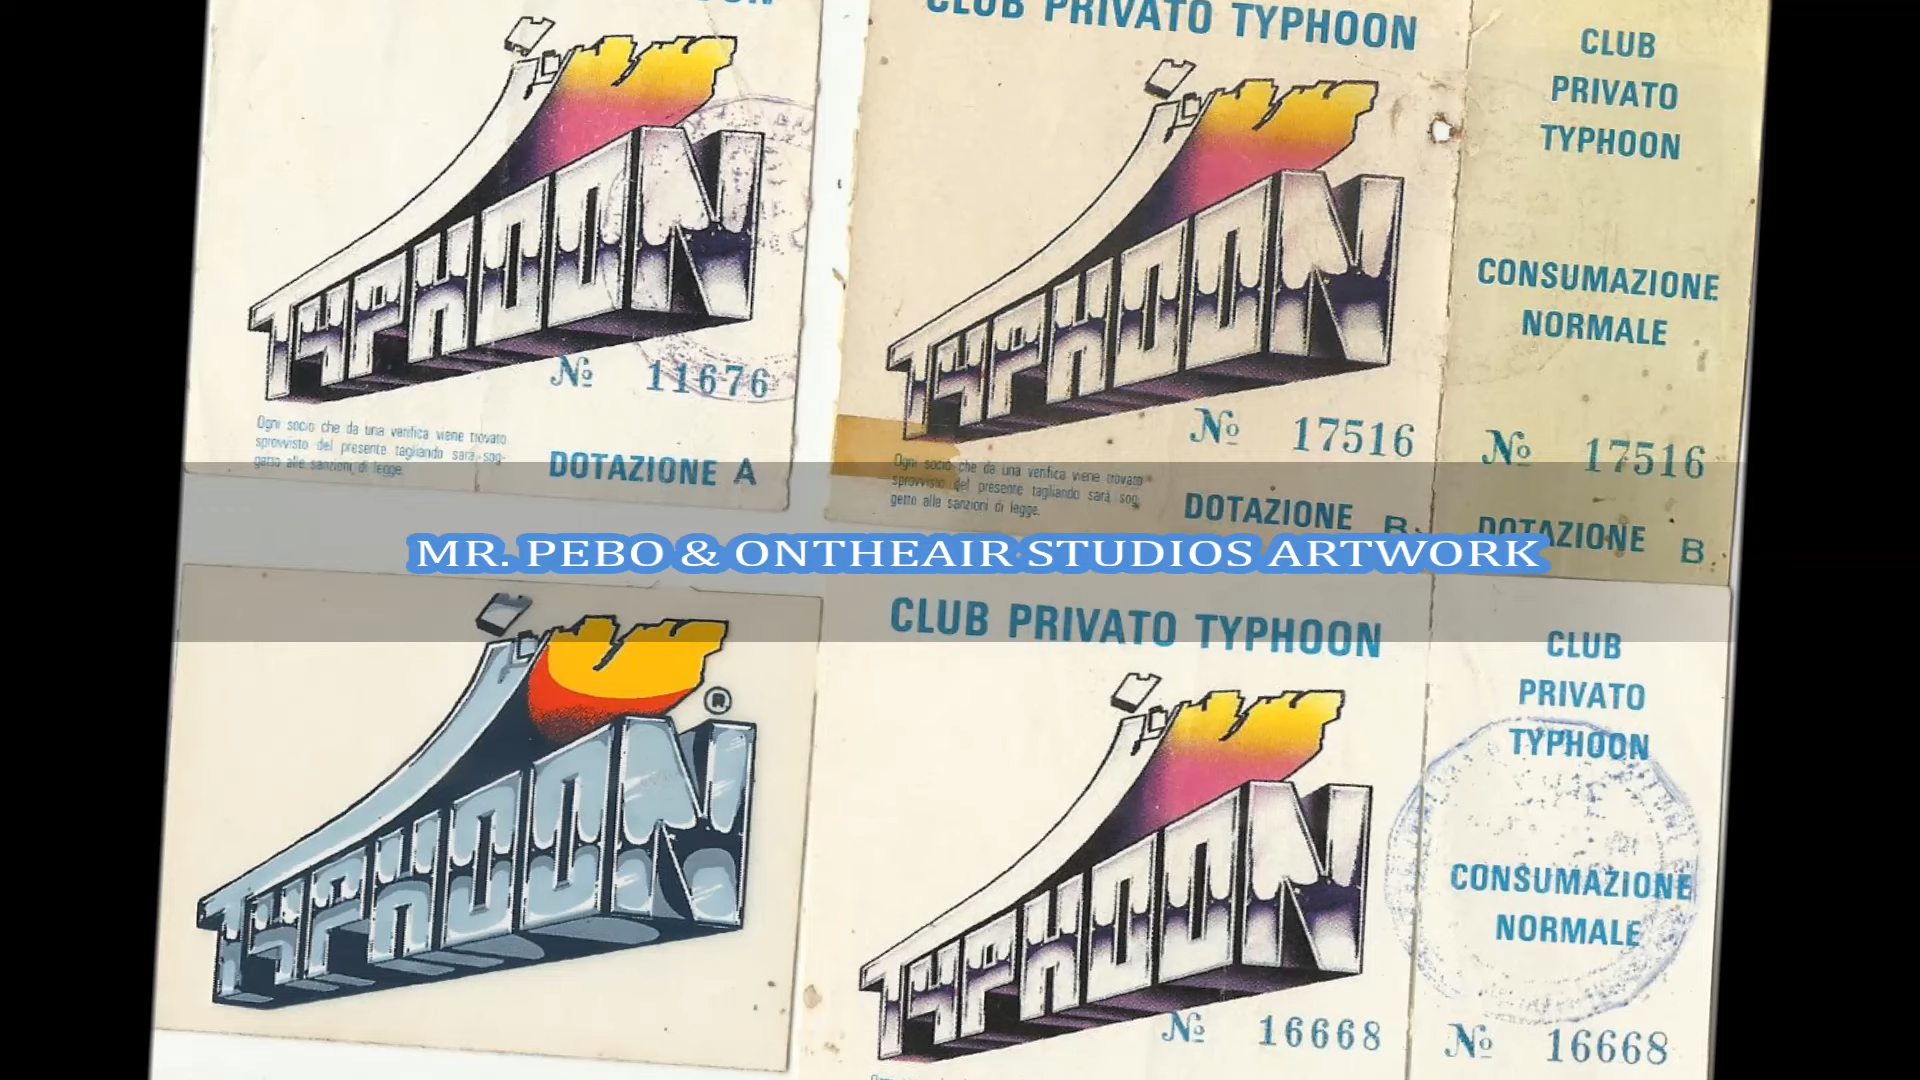 CLUB PRIVATO TYPHOON
TYPHOON
№ 11676
Ogni socio che da una verifica viene trovato
sprovvisto del presente tagliando sarà sog-
getto alle sanzioni di legge.
DOTAZIONE A
TYPHOON
№ 17516
Ogni socio che da una verifica viene trovato
sprovvisto del presente tagliando sarà sog-
getto alle sanzioni di legge.
DOTAZIONE B
CLUB
PRIVATO
TYPHOON
CONSUMAZIONE
NORMALE
№ 17516
DOTAZIONE B
MR. PEBO & ONTHEAIR STUDIOS ARTWORK
TYPHOON
®
CLUB PRIVATO TYPHOON
TYPHOON
№ 16668
CLUB
PRIVATO
TYPHOON
CONSUMAZIONE
NORMALE
№ 16668